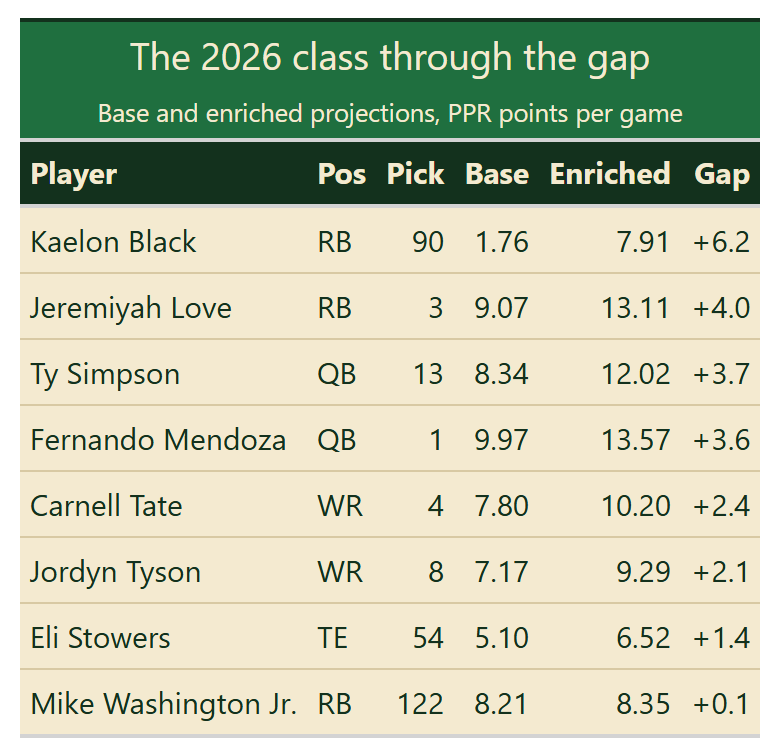 The 2026 class through the gap
Base and enriched projections, PPR points per game
Player Pos Pick Base Enriched Gap
Kaelon Black RB 90 1.76 7.91 +6.2
Jeremiyah Love RB 3 9.07 13.11 +4.0
Ty Simpson QB 13 8.34 12.02 +3.7
Fernando Mendoza QB 1 9.97 13.57 +3.6
Carnell Tate WR 4 7.80 10.20 +2.4
Jordyn Tyson WR 8 7.17 9.29 +2.1
Eli Stowers TE 54 5.10 6.52 +1.4
Mike Washington Jr. RB 122 8.21 8.35 +0.1